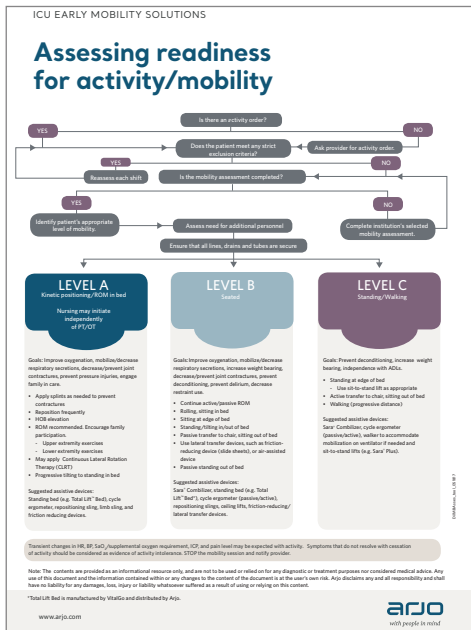 ICU EARLY MOBILITY SOLUTIONS
Assessing readiness
for activity/mobility
Is there an activity order?
YES
NO
Does the patient meet any strict
exclusion criteria?
Ask provider for activity order.
YES
NO
Reassess each shift
Is the mobility assessment completed?
YES
NO
Identify patient's appropriate
level of mobility.
Assess need for additional personnel
Complete institution's selected
mobility assessment.
Ensure that all lines, drains and tubes are secure
LEVEL A
Kinetic positioning/ROM in bed
Nursing may initiate
independently
of PT/OT
Goals: Improve oxygenation, mobilize/decrease
respiratory secretions, decrease/prevent joint
contractures, prevent pressure injuries, engage
family in care.
• Apply splints as needed to prevent
contractures
• Reposition frequently
• HOB elevation
• ROM recommended. Encourage family
participation.
- Upper extremity exercises
- Lower extremity exercises
• May apply Continuous Lateral Rotation
Therapy (CLRT)
• Progressive tilting to standing in bed
Suggested assistive devices:
Standing bed (e.g. Total Lift™ Bed*), cycle
ergometer, repositioning sling, limb sling, and
friction reducing devices.
LEVEL B
Seated
Goals: Improve oxygenation, mobilize/decrease
respiratory secretions, increase weight bearing,
decrease/prevent joint contractures, prevent
deconditioning, prevent delirium, decrease
restraint use.
• Continue active/passive ROM
• Rolling, sitting in bed
• Sitting at edge of bed
• Standing/tilting in/out of bed
• Passive transfer to chair, sitting out of bed
• Use lateral transfer devices, such as friction-
reducing device (slide sheets), or air-assisted
device
• Passive standing out of bed
Suggested assistive devices:
Sara® Combilizer, standing bed (e.g. Total
Lift™Bed*), cycle ergometer (passive/active),
repositioning slings, ceiling lifts, friction-reducing/
lateral transfer devices.
LEVEL C
Standing/Walking
Goals: Prevent deconditioning, increase weight
bearing, independence with ADLs.
• Standing at edge of bed
- Use sit-to-stand lift as appropriate
• Active transfer to chair, sitting out of bed
• Walking (progressive distance)
Suggested assistive devices:
Sara® Combilizer, cycle ergometer
(passive/active), walker to accommodate
mobilization on ventilator if needed and
sit-to-stand lifts (e.g. Sara® Plus).
Transient changes in HR, BP, SaO2/supplemental oxygen requirement, ICP, and pain level may be expected with activity. Symptoms that do not resolve with cessation
of activity should be considered as evidence of activity intolerance. STOP the mobility session and notify provider.
Note: The contents are provided as an informational resource only, and are not to be used or relied on for any diagnostic or treatment purposes nor considered medical advice. Any
use of this document and the information contained within or any changes to the content of the document is at the user's own risk. Arjo disclaims any and all responsibility and shall
have no liability for any damages, loss, injury or liability whatsoever suffered as a result of using or relying on this content.
*Total Lift Bed is manufactured by VitalGo and distributed by Arjo.
www.arjo.com
arjo
with people in mind